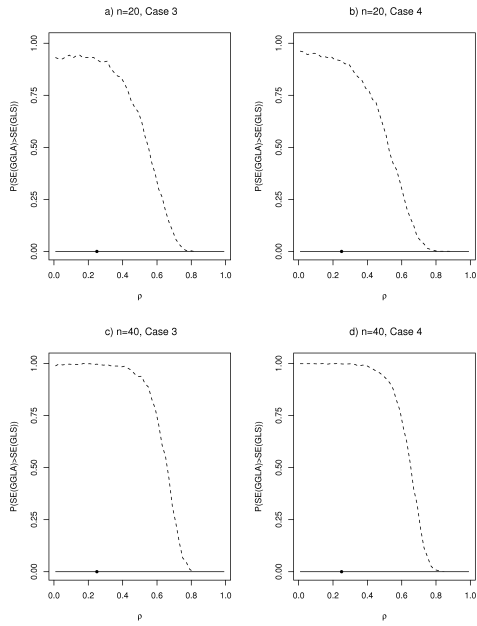 a) n=20, Case 3
P(SE(GGLA)>SE(GLS))
1.00
0.75
0.50
0.25
0.00
0.0 0.2 0.4 0.6 0.8 1.0
ρ
b) n=20, Case 4
P(SE(GGLA)>SE(GLS))
1.00
0.75
0.50
0.25
0.00
0.0 0.2 0.4 0.6 0.8 1.0
ρ
c) n=40, Case 3
P(SE(GGLA)>SE(GLS))
1.00
0.75
0.50
0.25
0.00
0.0 0.2 0.4 0.6 0.8 1.0
ρ
d) n=40, Case 4
P(SE(GGLA)>SE(GLS))
1.00
0.75
0.50
0.25
0.00
0.0 0.2 0.4 0.6 0.8 1.0
ρ